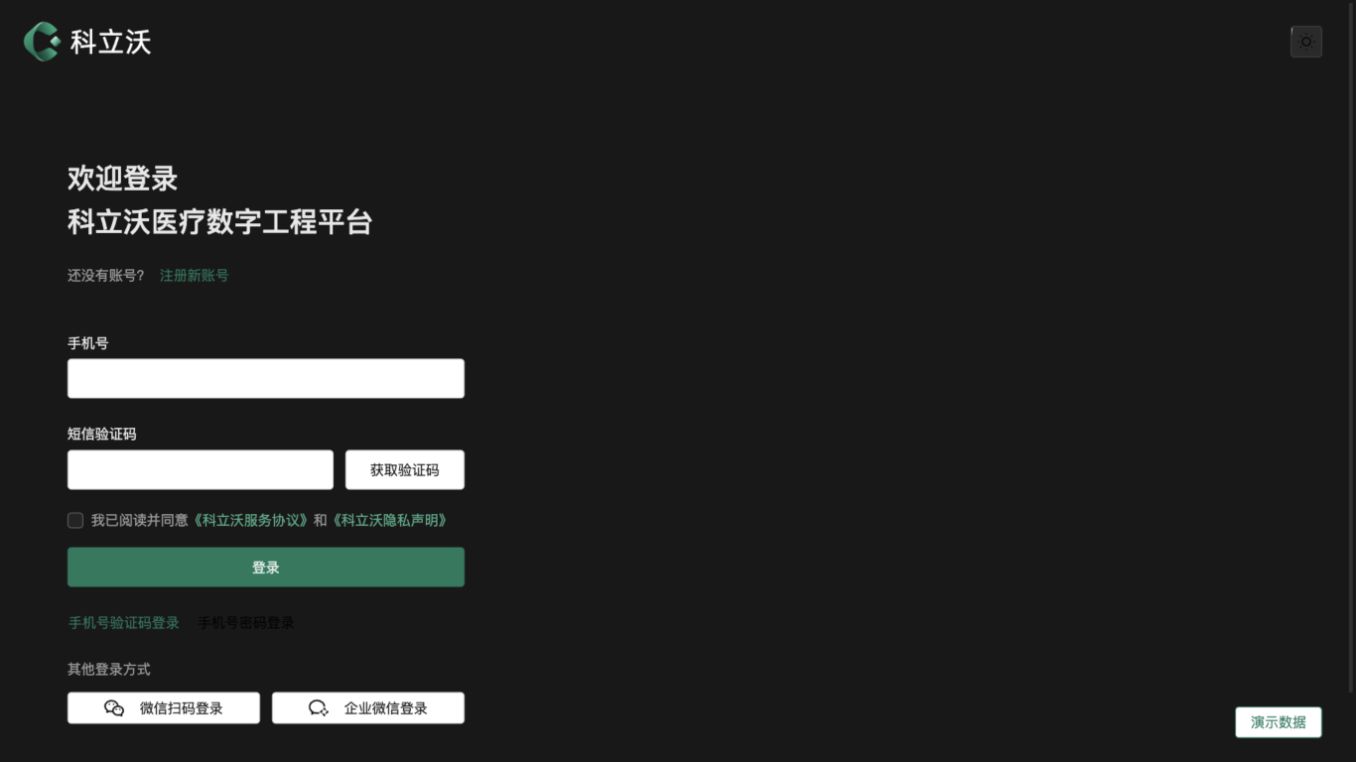 科立沃
欢迎登录
科立沃医疗数字工程平台
还没有账号? 注册新账号
手机号
短信验证码
获取验证码
我已阅读并同意《科立沃服务协议》和《科立沃隐私声明》
登录
手机号验证码登录 手机号密码登录
其他登录方式
微信扫码登录 企业微信登录
演示数据